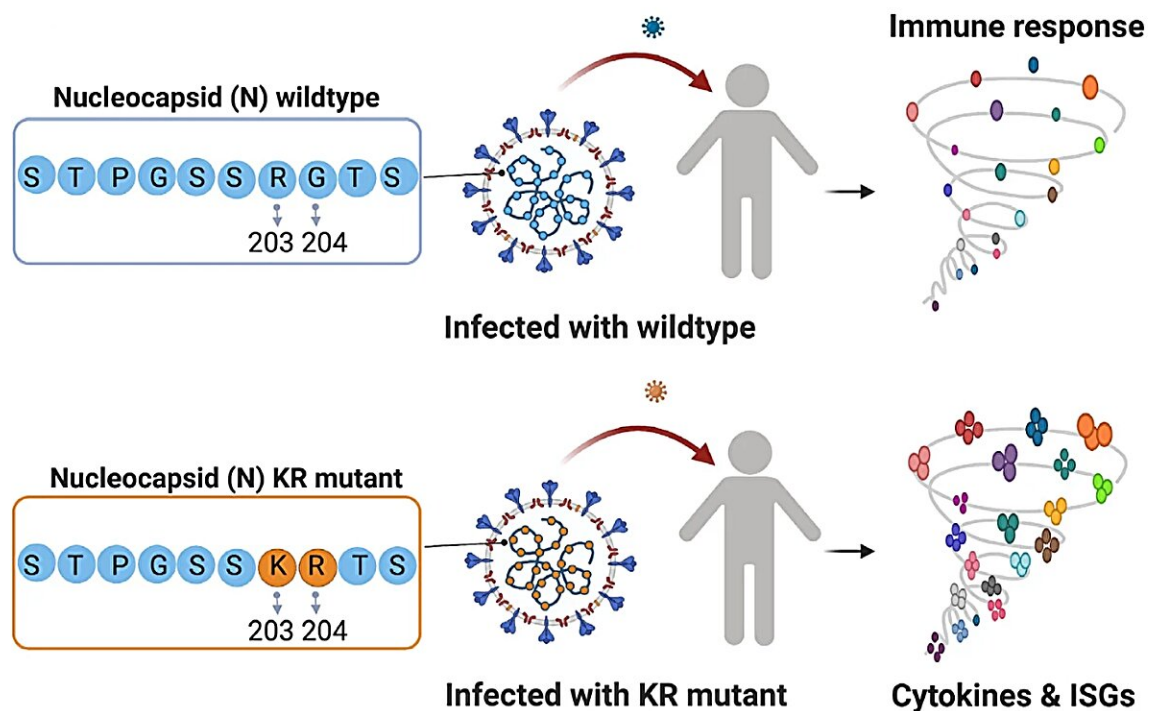 Immune response
Nucleocapsid (N) wildtype
S T P G S S R G T S
203 204
Infected with wildtype
Nucleocapsid (N) KR mutant
S T P G S S K R T S
203 204
Infected with KR mutant
Cytokines & ISGs